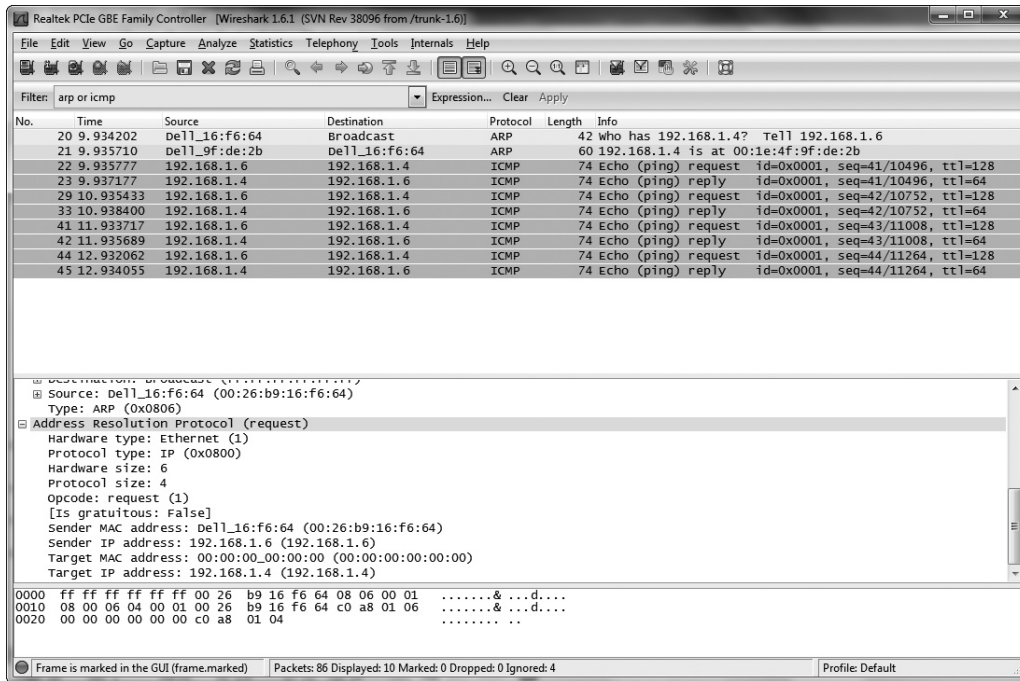 Realtek PCIe GBE Family Controller [Wireshark 1.6.1 (SVN Rev 38096 from /trunk-1.6)]
File Edit View Go Capture Analyze Statistics Telephony Tools Internals Help
Filter: arp or icmp Expression... Clear Apply
No. Time Source Destination Protocol Length Info
20 9.934202 Dell_16:f6:64 Broadcast ARP 42 Who has 192.168.1.4? Tell 192.168.1.6
21 9.935710 Dell_9f:de:2b Dell_16:f6:64 ARP 60 192.168.1.4 is at 00:1e:4f:9f:de:2b
22 9.935777 192.168.1.6 192.168.1.4 ICMP 74 Echo (ping) request id=0x0001, seq=41/10496, ttl=128
23 9.937177 192.168.1.4 192.168.1.6 ICMP 74 Echo (ping) reply id=0x0001, seq=41/10496, ttl=64
29 10.935433 192.168.1.6 192.168.1.4 ICMP 74 Echo (ping) request id=0x0001, seq=42/10752, ttl=128
33 10.938400 192.168.1.4 192.168.1.6 ICMP 74 Echo (ping) reply id=0x0001, seq=42/10752, ttl=64
41 11.933717 192.168.1.6 192.168.1.4 ICMP 74 Echo (ping) request id=0x0001, seq=43/11008, ttl=128
42 11.935689 192.168.1.4 192.168.1.6 ICMP 74 Echo (ping) reply id=0x0001, seq=43/11008, ttl=64
44 12.932062 192.168.1.6 192.168.1.4 ICMP 74 Echo (ping) request id=0x0001, seq=44/11264, ttl=128
45 12.934055 192.168.1.4 192.168.1.6 ICMP 74 Echo (ping) reply id=0x0001, seq=44/11264, ttl=64
Destination: Broadcast (ff:ff:ff:ff:ff:ff)
Source: Dell_16:f6:64 (00:26:b9:16:f6:64)
Type: ARP (0x0806)
Address Resolution Protocol (request)
Hardware type: Ethernet (1)
Protocol type: IP (0x0800)
Hardware size: 6
Protocol size: 4
Opcode: request (1)
[Is gratuitous: False]
Sender MAC address: Dell_16:f6:64 (00:26:b9:16:f6:64)
Sender IP address: 192.168.1.6 (192.168.1.6)
Target MAC address: 00:00:00_00:00:00 (00:00:00:00:00:00)
Target IP address: 192.168.1.4 (192.168.1.4)
0000 ff ff ff ff ff ff 00 26 b9 16 f6 64 08 06 00 01 .......& ...d....
0010 08 00 06 04 00 01 00 26 b9 16 f6 64 c0 a8 01 06 .......& ...d....
0020 00 00 00 00 00 00 c0 a8 01 04 ........ ..
Frame is marked in the GUI (frame.marked) Packets: 86 Displayed: 10 Marked: 0 Dropped: 0 Ignored: 4 Profile: Default